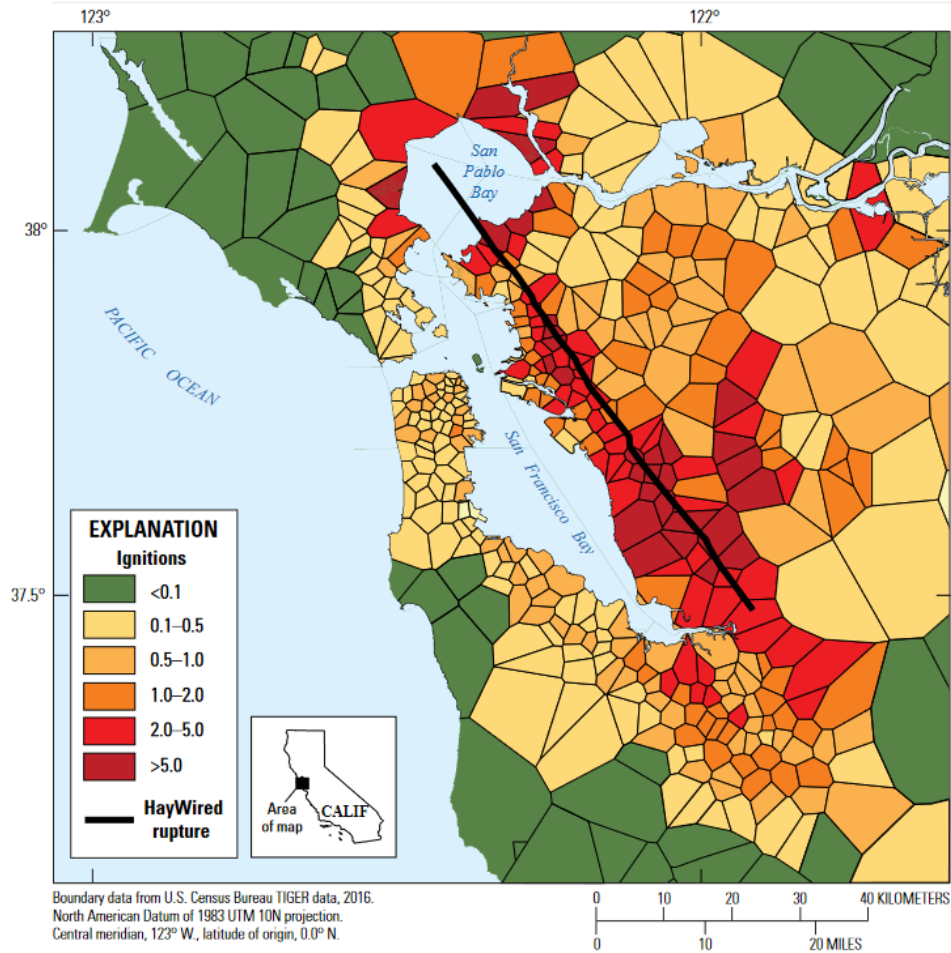 123°
122°
38°
37.5°
San
Pablo
Bay
PACIFIC OCEAN
San Francisco Bay
EXPLANATION
Ignitions
<0.1
0.1–0.5
0.5–1.0
1.0–2.0
2.0–5.0
>5.0
HayWired
rupture
Area
of map
CALIF
Boundary data from U.S. Census Bureau TIGER data, 2016.
North American Datum of 1983 UTM 10N projection.
Central meridian, 123° W., latitude of origin, 0.0° N.
0 10 20 30 40 KILOMETERS
0 10 20 MILES